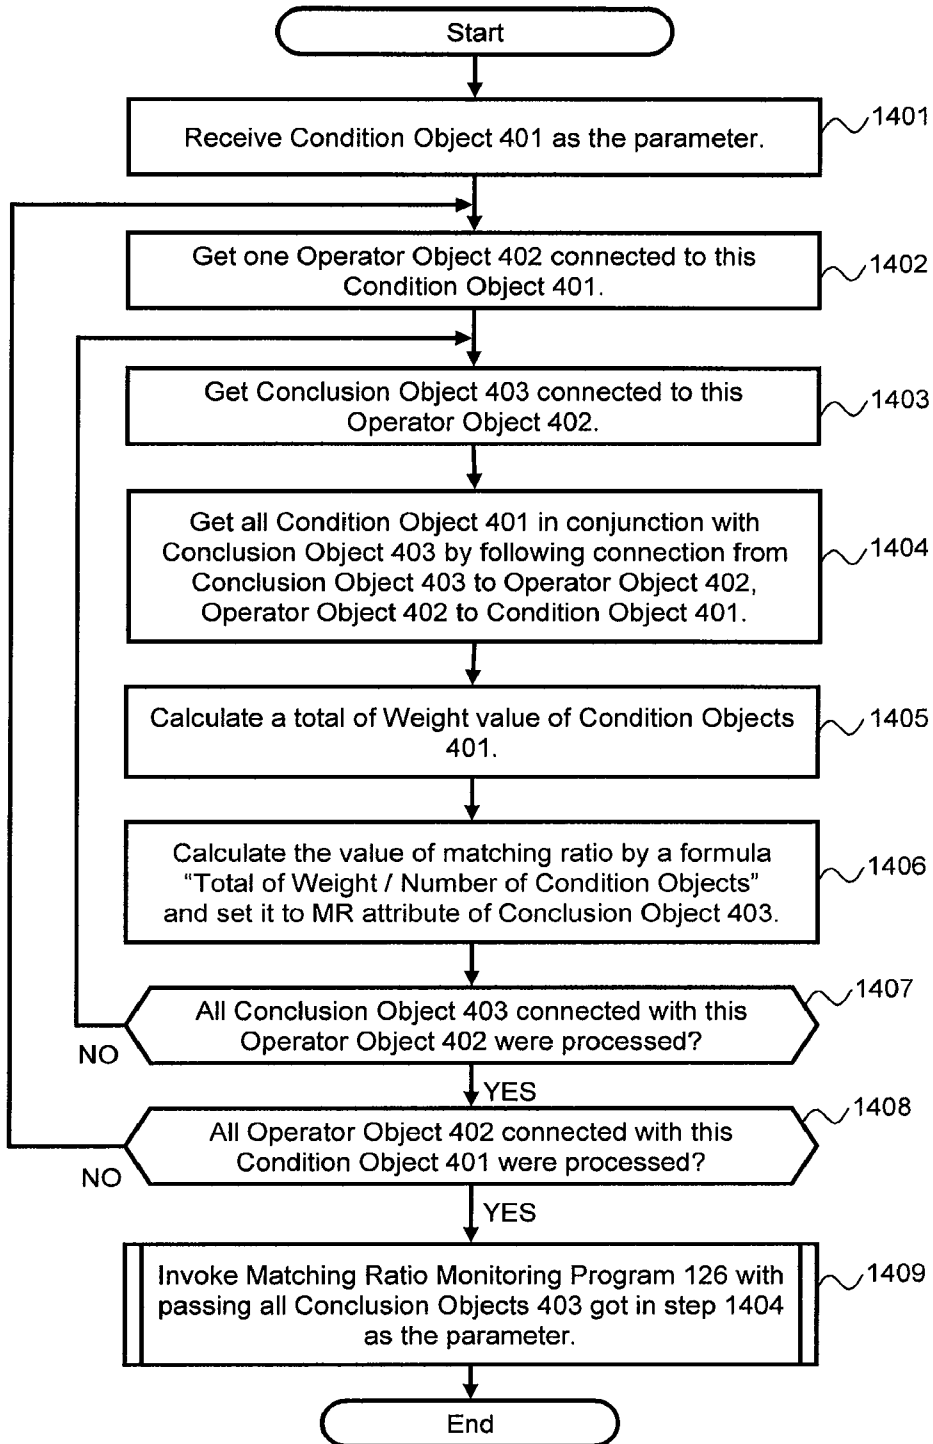 Start
Receive Condition Object 401 as the parameter.
1401
Get one Operator Object 402 connected to this
Condition Object 401.
1402
Get Conclusion Object 403 connected to this
Operator Object 402.
1403
Get all Condition Object 401 in conjunction with
Conclusion Object 403 by following connection from
Conclusion Object 403 to Operator Object 402,
Operator Object 402 to Condition Object 401.
1404
Calculate a total of Weight value of Condition Objects
401.
1405
Calculate the value of matching ratio by a formula
“Total of Weight / Number of Condition Objects”
and set it to MR attribute of Conclusion Object 403.
1406
All Conclusion Object 403 connected with this
Operator Object 402 were processed?
1407
NO
YES
All Operator Object 402 connected with this
Condition Object 401 were processed?
1408
NO
YES
Invoke Matching Ratio Monitoring Program 126 with
passing all Conclusion Objects 403 got in step 1404
as the parameter.
1409
End